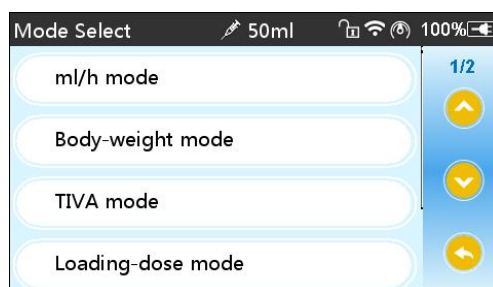 Mode Select 50ml 100%
1/2
ml/h mode
Body-weight mode
TIVA mode
Loading-dose mode